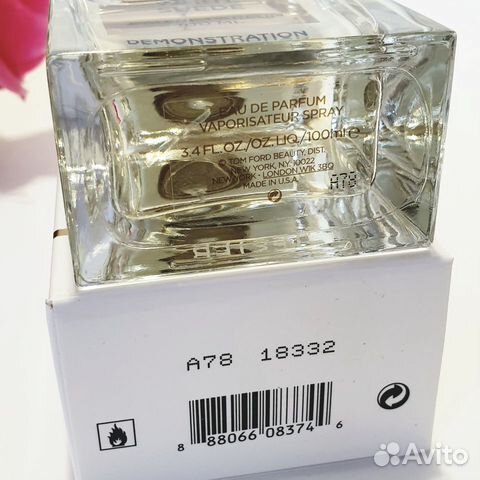 SUEDE
DEMONSTRATION
EAU DE PARFUM
VAPORISATEUR SPRAY
3.4 FL.OZ/OZ.LIQ./100ml e
© TOM FORD BEAUTY, DIST.
NEW YORK, N.Y. 10022
NEW YORK • LONDON W1K 3BQ
MADE IN U.S.A.
A78
A78 18332
8 88066 08374 6
Avito